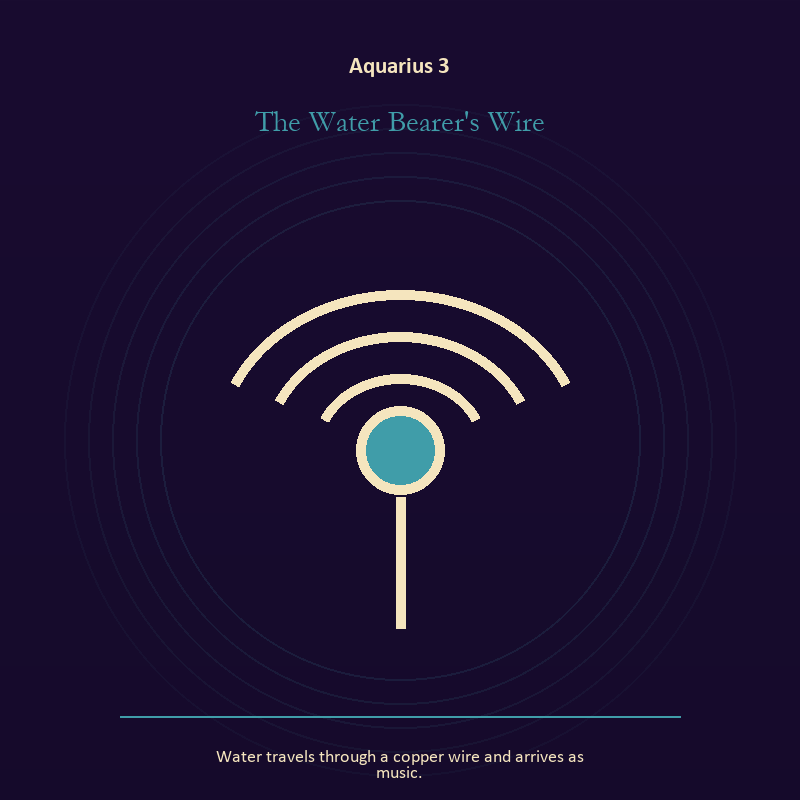 Aquarius 3
The Water Bearer's Wire
Water travels through a copper wire and arrives as
music.